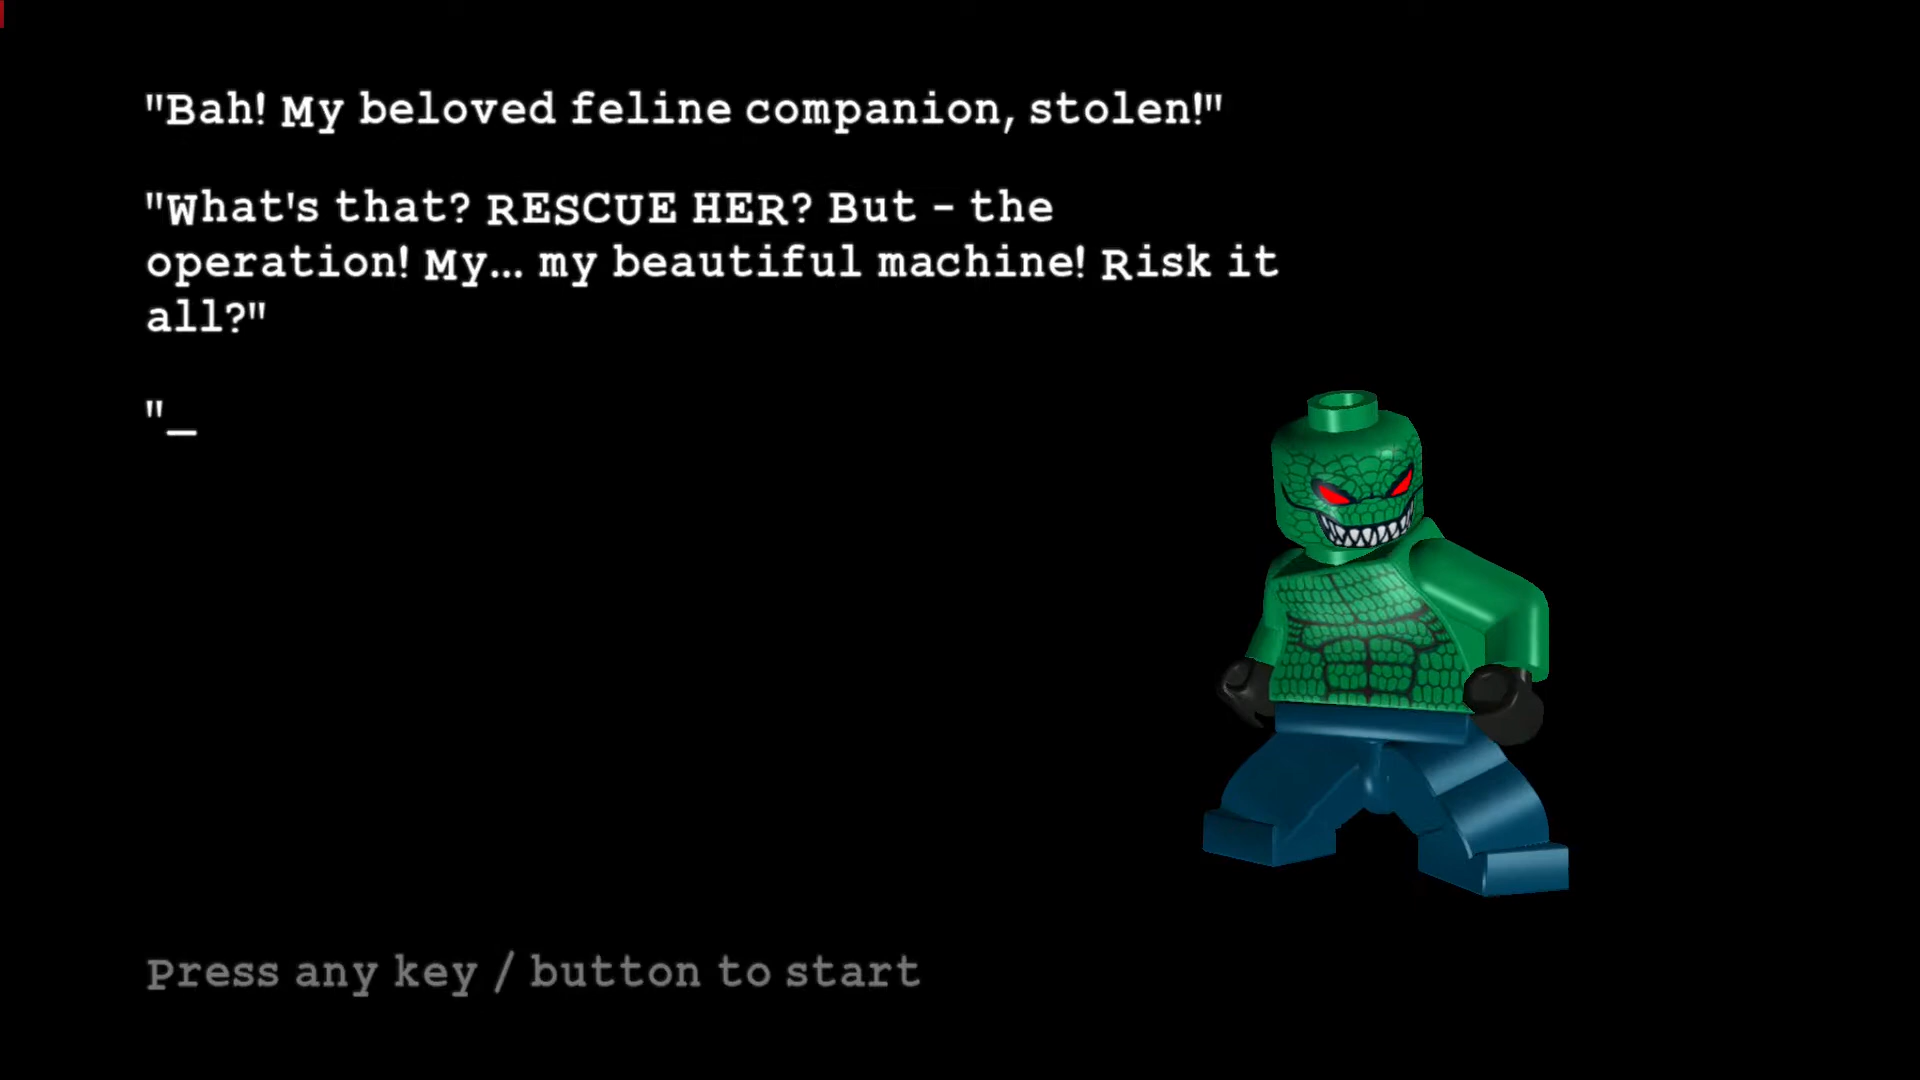 "Bah! My beloved feline companion, stolen!"
"What's that? RESCUE HER? But - the
operation! My... my beautiful machine! Risk it
all?"
"_
Press any key / button to start